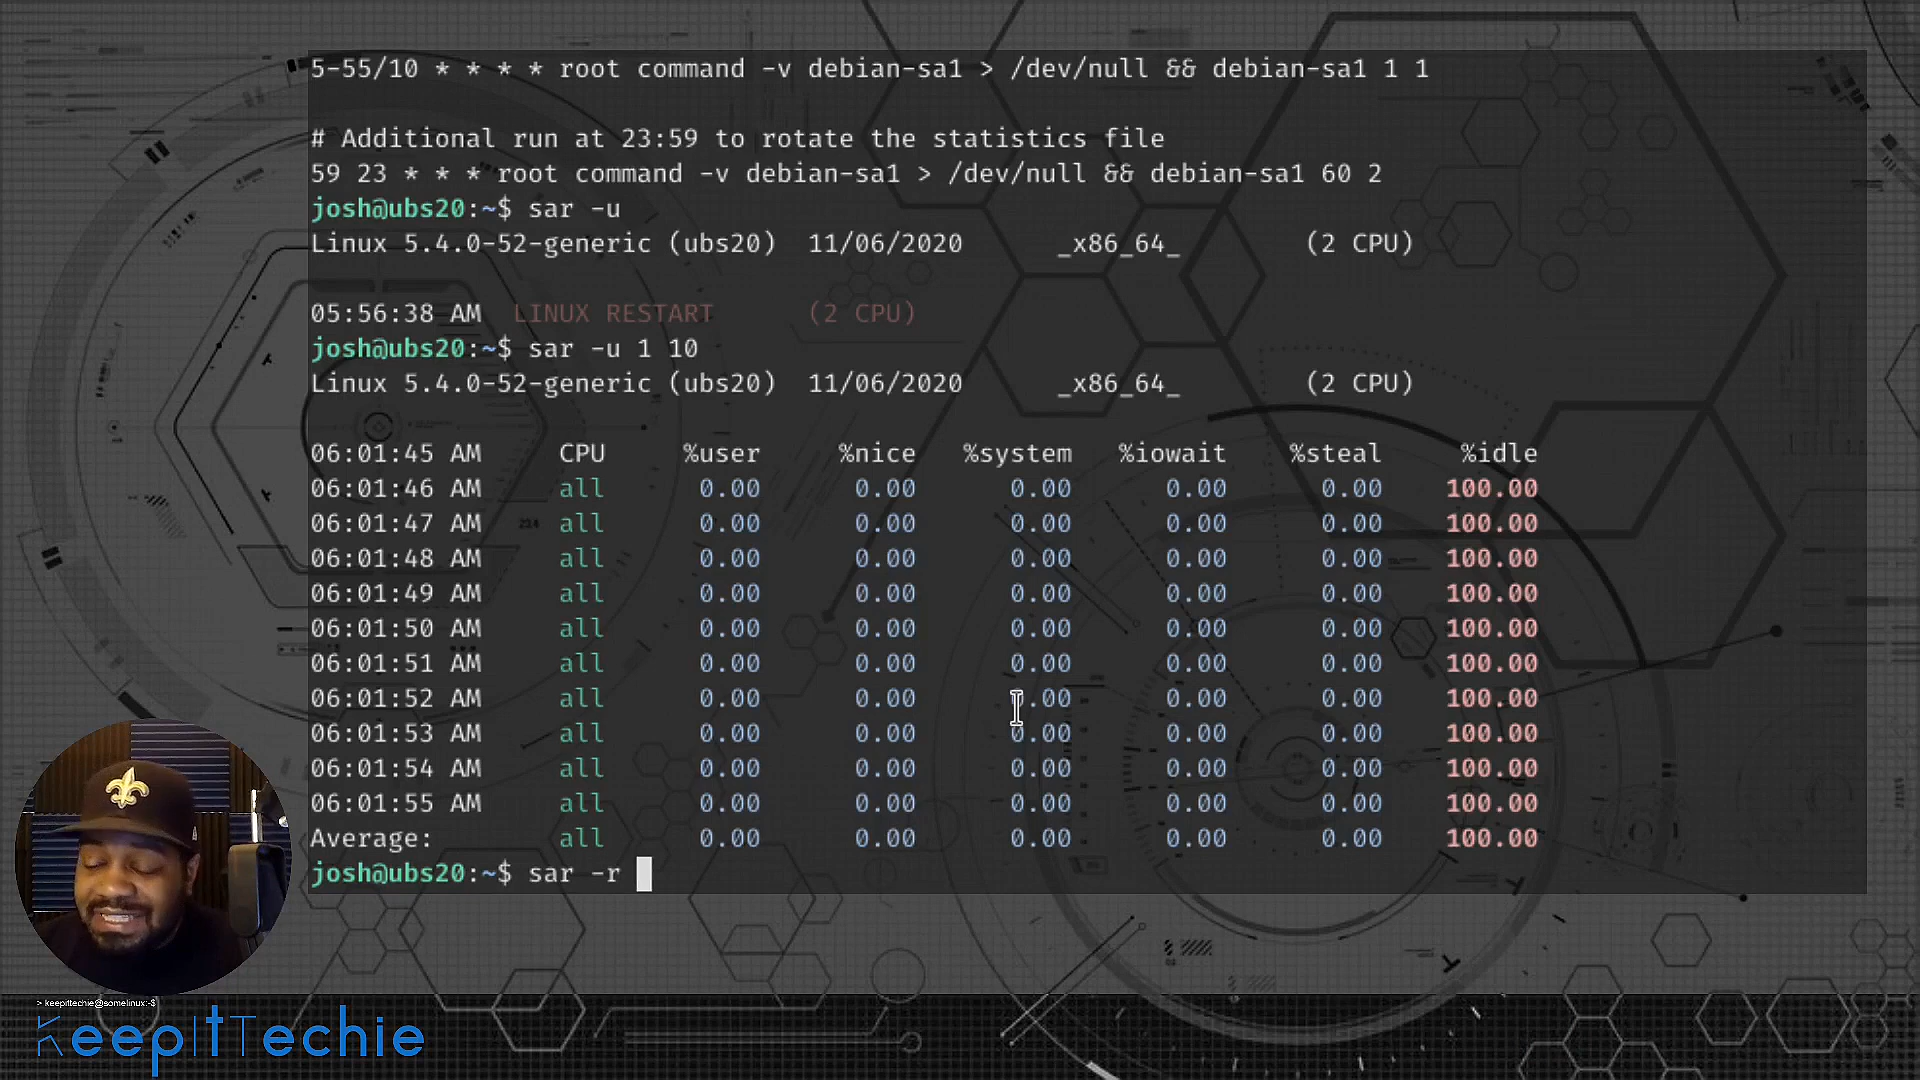 5-55/10 * * * * root command -v debian-sa1 > /dev/null && debian-sa1 1 1
# Additional run at 23:59 to rotate the statistics file
59 23 * * * root command -v debian-sa1 > /dev/null && debian-sa1 60 2
josh@ubs20:~$ sar -u
Linux 5.4.0-52-generic (ubs20) 11/06/2020 _x86_64_ (2 CPU)
05:56:38 AM LINUX RESTART (2 CPU)
josh@ubs20:~$ sar -u 1 10
Linux 5.4.0-52-generic (ubs20) 11/06/2020 _x86_64_ (2 CPU)
06:01:45 AM CPU %user %nice %system %iowait %steal %idle
06:01:46 AM all 0.00 0.00 0.00 0.00 0.00 100.00
06:01:47 AM all 0.00 0.00 0.00 0.00 0.00 100.00
06:01:48 AM all 0.00 0.00 0.00 0.00 0.00 100.00
06:01:49 AM all 0.00 0.00 0.00 0.00 0.00 100.00
06:01:50 AM all 0.00 0.00 0.00 0.00 0.00 100.00
06:01:51 AM all 0.00 0.00 0.00 0.00 0.00 100.00
06:01:52 AM all 0.00 0.00 0.00 0.00 0.00 100.00
06:01:53 AM all 0.00 0.00 0.00 0.00 0.00 100.00
06:01:54 AM all 0.00 0.00 0.00 0.00 0.00 100.00
06:01:55 AM all 0.00 0.00 0.00 0.00 0.00 100.00
Average: all 0.00 0.00 0.00 0.00 0.00 100.00
josh@ubs20:~$ sar -r
> keepittechie@somelinux:~$
KeepItTechie